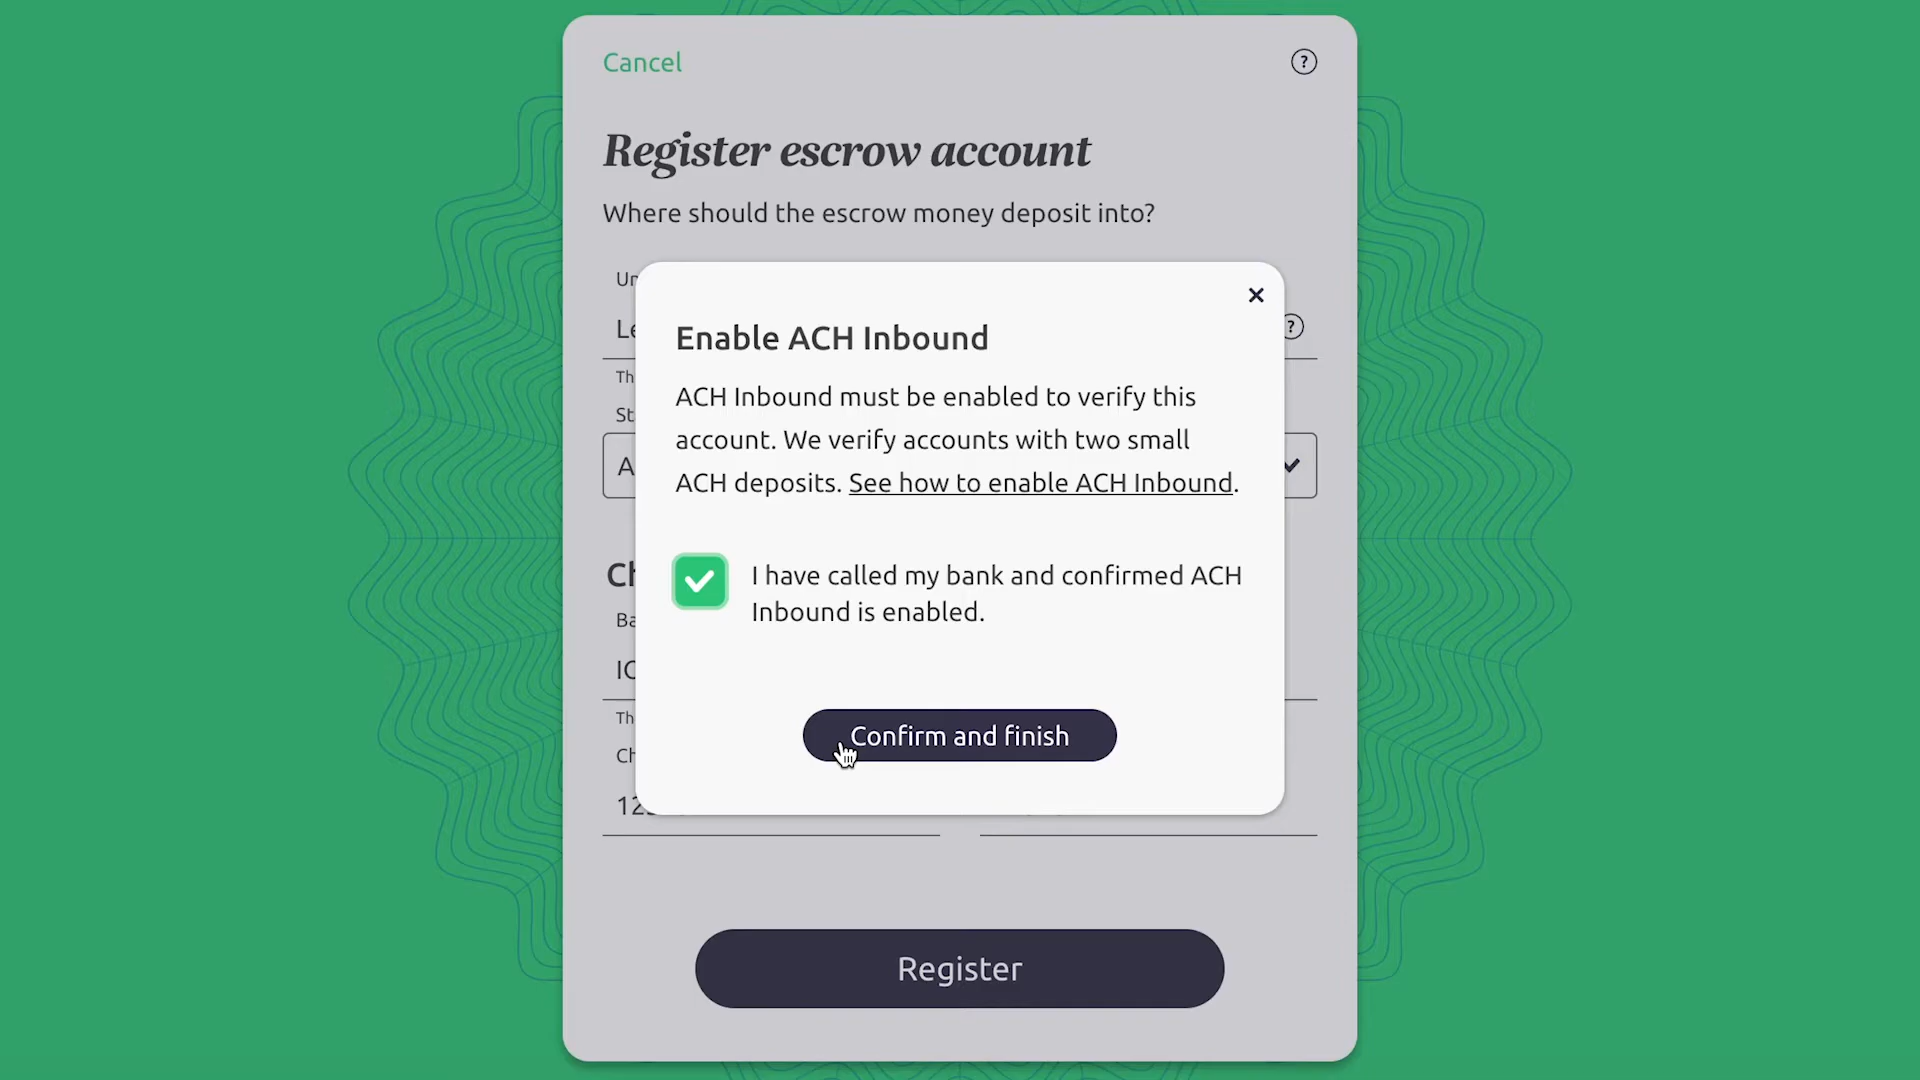 Cancel
?
Register escrow account
Where should the escrow money deposit into?
Enable ACH Inbound
?
ACH Inbound must be enabled to verify this
account. We verify accounts with two small
ACH deposits. See how to enable ACH Inbound.
I have called my bank and confirmed ACH
Inbound is enabled.
Confirm and finish
Register